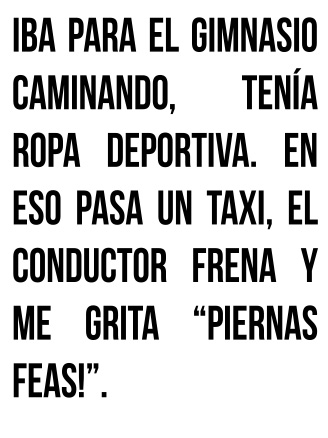 IBA PARA EL GIMNASIO
CAMINANDO, TENÍA
ROPA DEPORTIVA. EN
ESO PASA UN TAXI, EL
CONDUCTOR FRENA Y
ME GRITA “PIERNAS
FEAS!”.